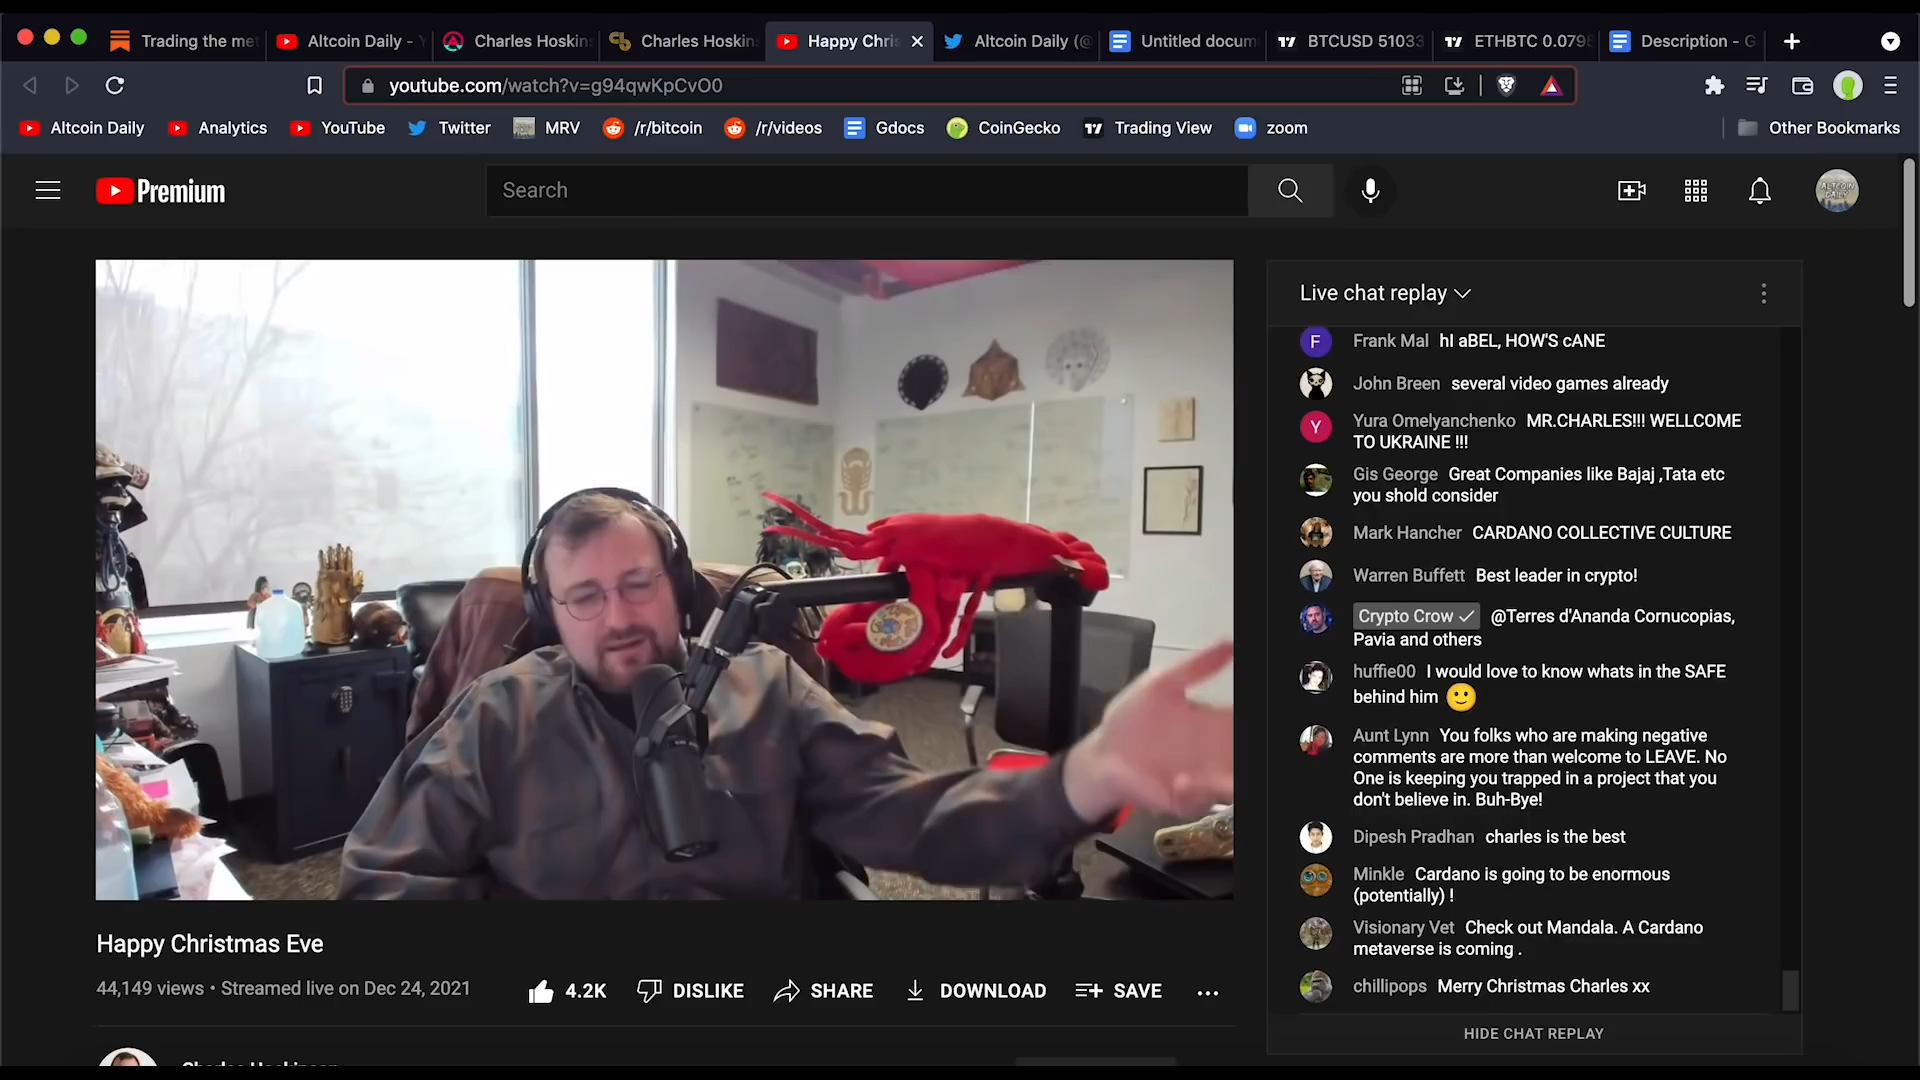 Trading the met
Altcoin Daily - Y
Charles Hoskins
Charles Hoskin
Happy Chris
Altcoin Daily (@
Untitled docum
BTCUSD 51033
ETHBTC 0.0795
Description - G
youtube.com/watch?v=g94qwKpCvO0
Altcoin Daily
Analytics
YouTube
Twitter
MRV
/r/bitcoin
/r/videos
Gdocs
CoinGecko
Trading View
zoom
Other Bookmarks
Premium
Search
ALTCOIN
DAILY
Live chat replay
Frank Mal hI aBEL, HOW'S cANE
John Breen several video games already
Yura Omelyanchenko MR.CHARLES!!! WELLCOME
TO UKRAINE !!!
Gis George Great Companies like Bajaj ,Tata etc
you shold consider
Mark Hancher CARDANO COLLECTIVE CULTURE
Warren Buffett Best leader in crypto!
Crypto Crow @Terres d'Ananda Cornucopias,
Pavia and others
huffie00 I would love to know whats in the SAFE
behind him
Aunt Lynn You folks who are making negative
comments are more than welcome to LEAVE. No
One is keeping you trapped in a project that you
don't believe in. Buh-Bye!
Dipesh Pradhan charles is the best
Minkle Cardano is going to be enormous
(potentially) !
Visionary Vet Check out Mandala. A Cardano
metaverse is coming .
chillipops Merry Christmas Charles xx
HIDE CHAT REPLAY
Happy Christmas Eve
44,149 views • Streamed live on Dec 24, 2021
4.2K
DISLIKE
SHARE
DOWNLOAD
SAVE
Charles Hoskinson